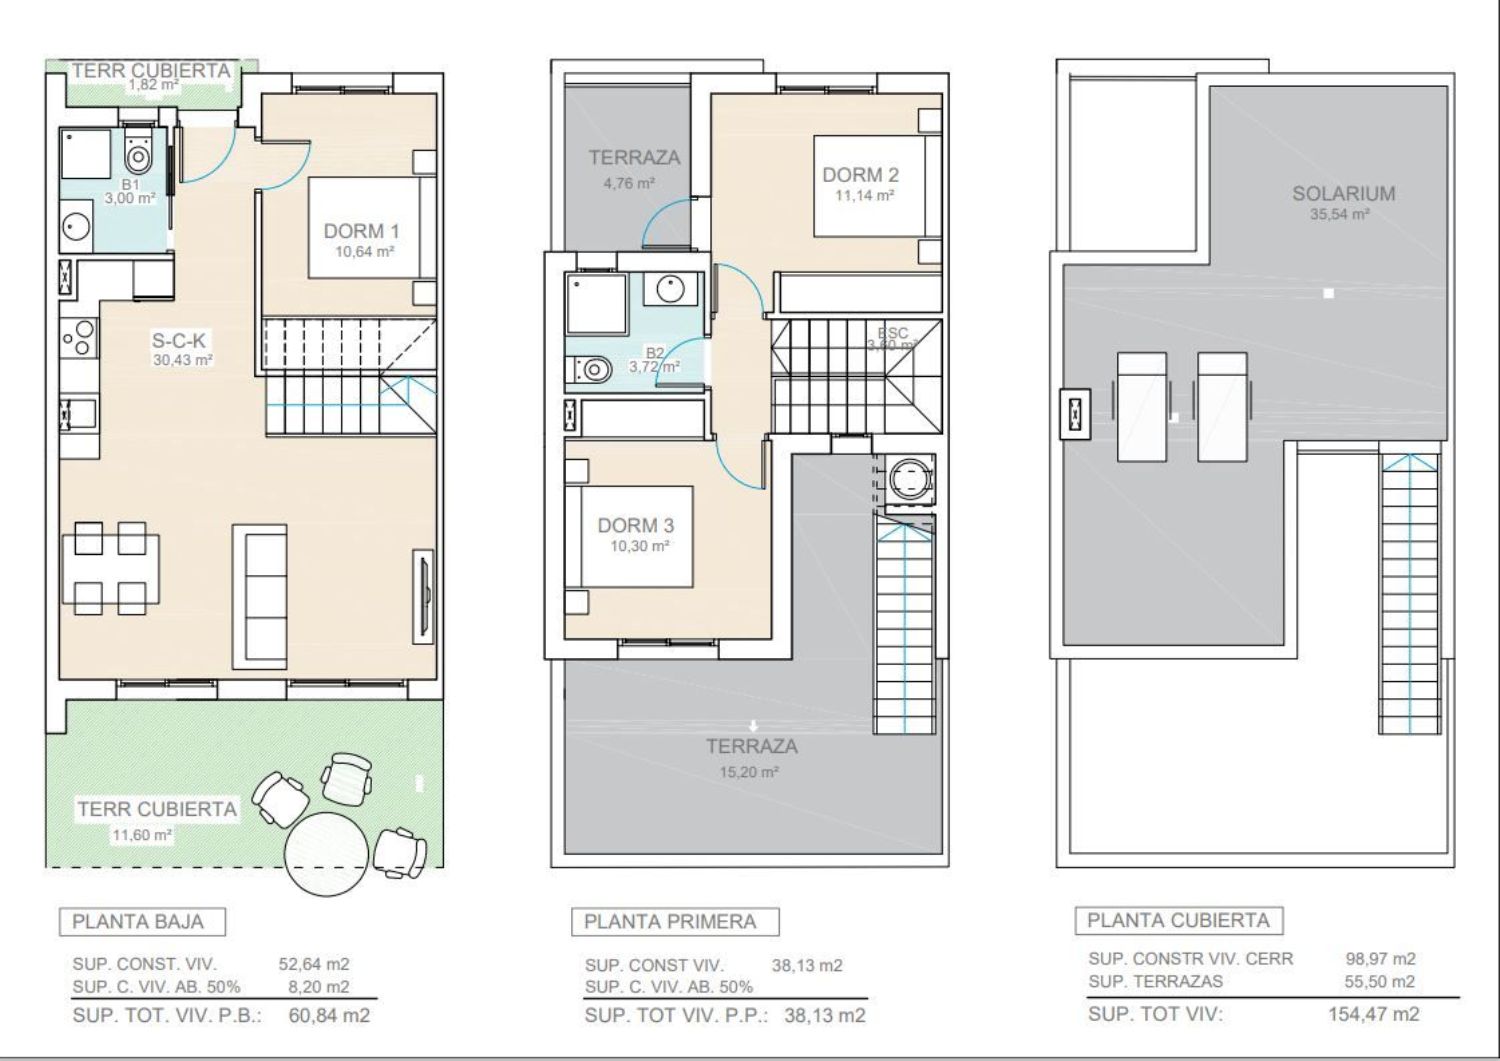 TERR CUBIERTA
1,82 m²
B1
3,00 m²
DORM 1
10,64 m²
S-C-K
30,43 m²
TERR CUBIERTA
11,60 m²
PLANTA BAJA
SUP. CONST. VIV. 52,64 m2
SUP. C. VIV. AB. 50% 8,20 m2
SUP. TOT. VIV. P.B.: 60,84 m2
TERRAZA
4,76 m²
DORM 2
11,14 m²
ESC
3,60 m²
B2
3,72 m²
DORM 3
10,30 m²
TERRAZA
15,20 m²
PLANTA PRIMERA
SUP. CONST VIV. 38,13 m2
SUP. C. VIV. AB. 50%
SUP. TOT VIV. P.P.: 38,13 m2
SOLARIUM
35,54 m²
PLANTA CUBIERTA
SUP. CONSTR VIV. CERR 98,97 m2
SUP. TERRAZAS 55,50 m2
SUP. TOT VIV: 154,47 m2